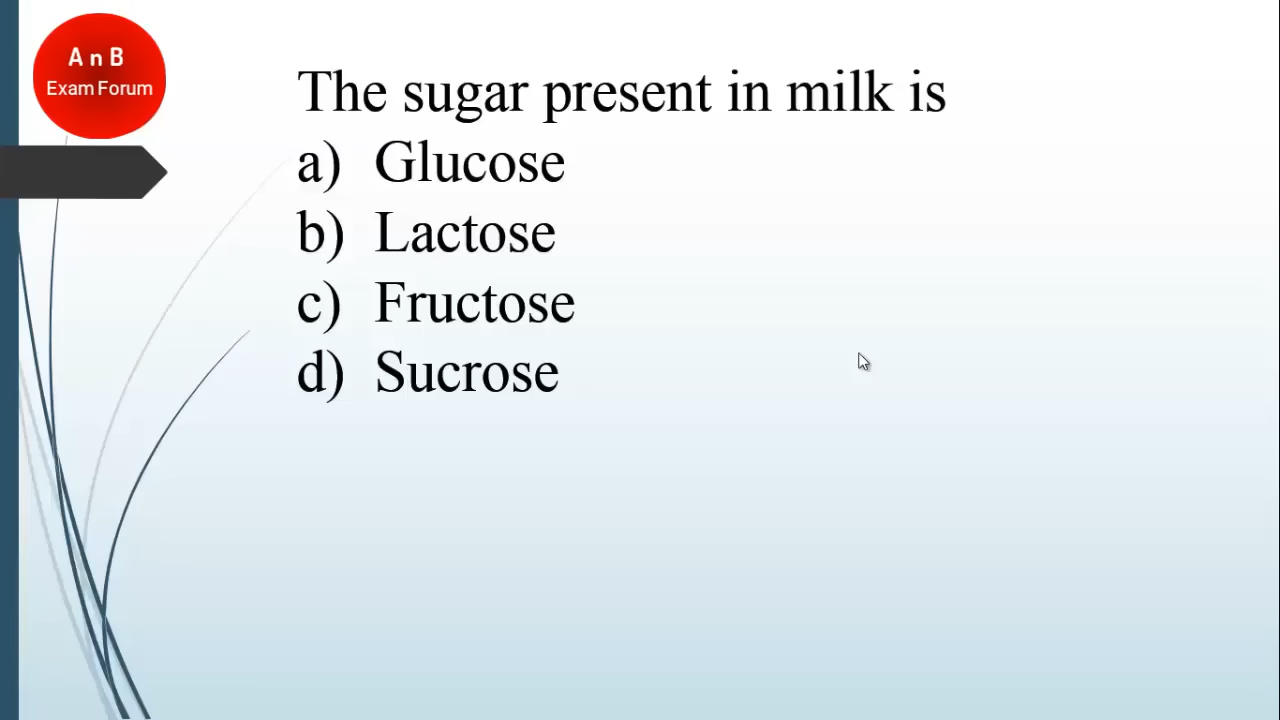 A n B
Exam Forum
The sugar present in milk is
a) Glucose
b) Lactose
c) Fructose
d) Sucrose